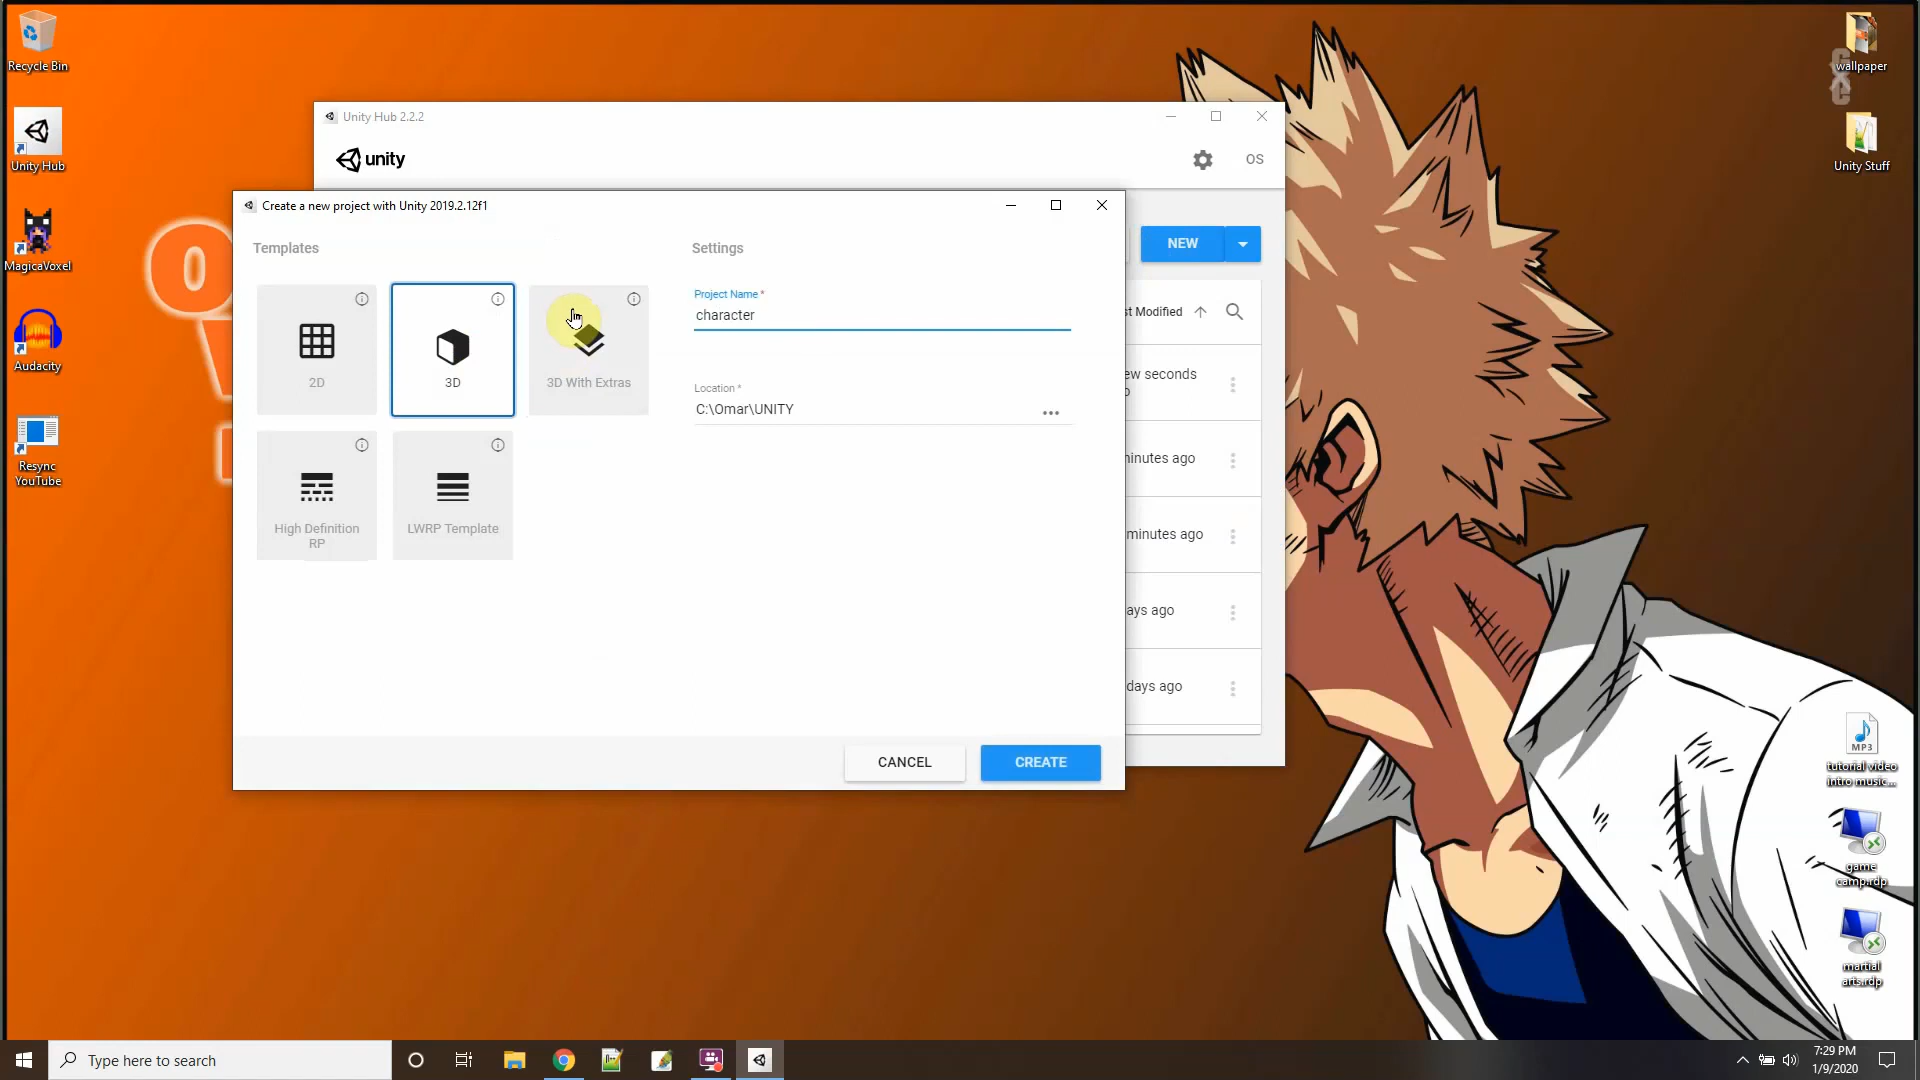 Recycle Bin
Unity Hub
MagicaVoxel
Audacity
Resync
YouTube
wallpaper
Unity Stuff
MP3
tutorial video
intro music...
game
camp.rdp
martial
arts.rdp
Unity Hub 2.2.2
unity
OS
NEW
st Modified
ew seconds
o
inutes ago
minutes ago
ays ago
days ago
Create a new project with Unity 2019.2.12f1
Templates
2D
3D
3D With Extras
High Definition
RP
LWRP Template
Settings
Project Name *
character
Location *
C:\Omar\UNITY
CANCEL
CREATE
Type here to search
7:29 PM
1/9/2020